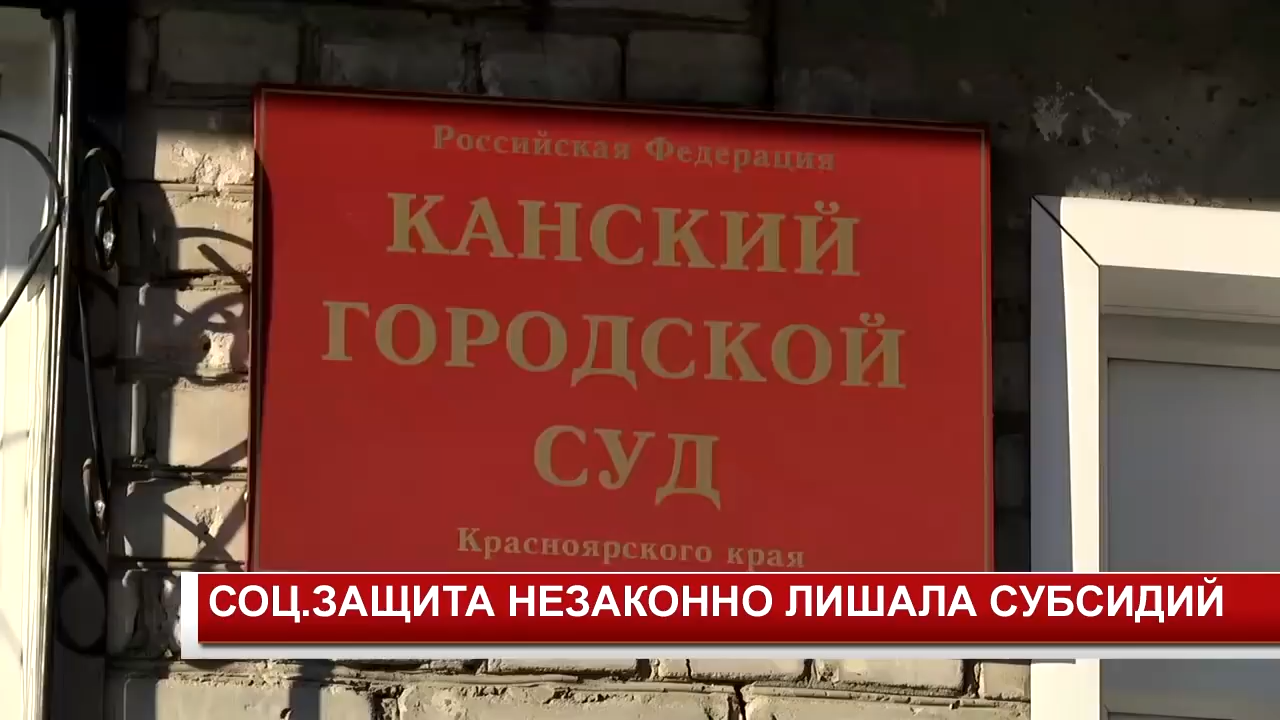 Российская Федерация
КАНСКИЙ
ГОРОДСКОЙ
СУД
Красноярского края
СОЦ.ЗАЩИТА НЕЗАКОННО ЛИШАЛА СУБСИДИЙ